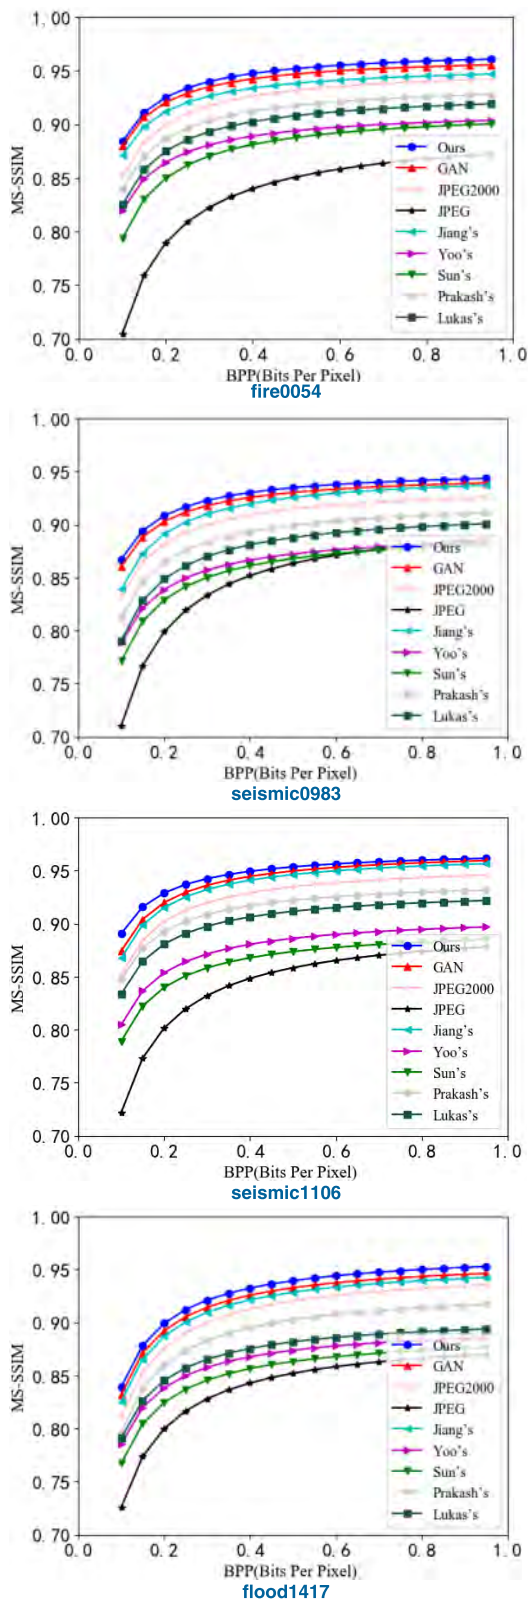 1. 00
0. 95
0. 90
0. 85
0. 80
0. 75
0. 70
MS-SSIM
Ours
GAN
JPEG2000
JPEG
Jiang's
Yoo's
Sun's
Prakash's
Lukas's
0. 0
0. 2
0. 4
0. 6
0. 8
1. 0
BPP(Bits Per Pixel)
fire0054
1. 00
0. 95
0. 90
0. 85
0. 80
0. 75
0. 70
MS-SSIM
Ours
GAN
JPEG2000
JPEG
Jiang's
Yoo's
Sun's
Prakash's
Lukas's
0. 0
0. 2
0. 4
0. 6
0. 8
1. 0
BPP(Bits Per Pixel)
seismic0983
1. 00
0. 95
0. 90
0. 85
0. 80
0. 75
0. 70
MS-SSIM
Ours
GAN
JPEG2000
JPEG
Jiang's
Yoo's
Sun's
Prakash's
Lukas's
0. 0
0. 2
0. 4
0. 6
0. 8
1. 0
BPP(Bits Per Pixel)
seismic1106
1. 00
0. 95
0. 90
0. 85
0. 80
0. 75
0. 70
MS-SSIM
Ours
GAN
JPEG2000
JPEG
Jiang's
Yoo's
Sun's
Prakash's
Lukas's
0. 0
0. 2
0. 4
0. 6
0. 8
1. 0
BPP(Bits Per Pixel)
flood1417